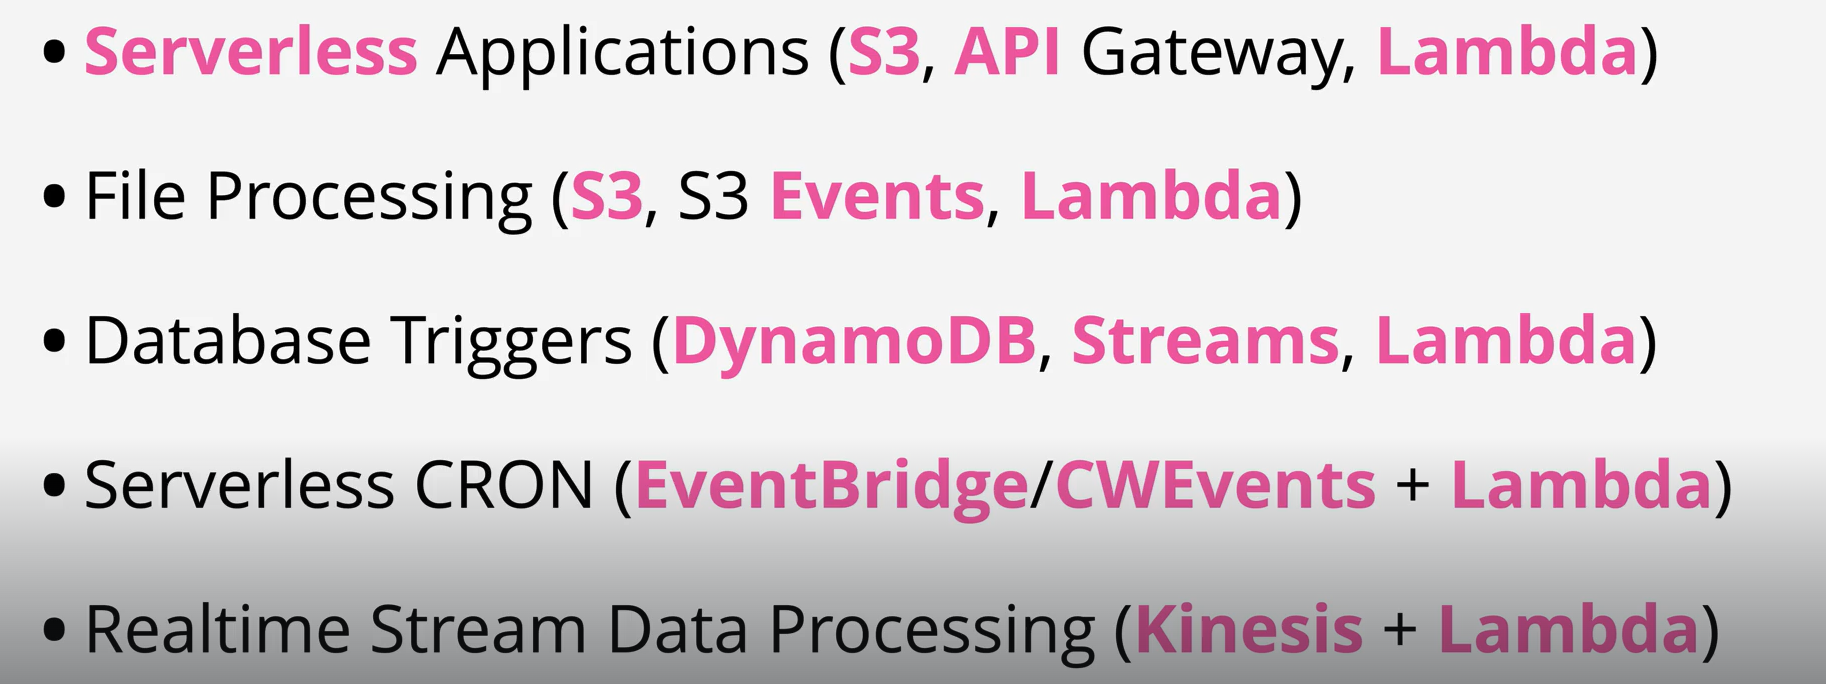 • Serverless Applications (S3, API Gateway, Lambda)
• File Processing (S3, S3 Events, Lambda)
• Database Triggers (DynamoDB, Streams, Lambda)
• Serverless CRON (EventBridge/CWEvents + Lambda)
• Realtime Stream Data Processing (Kinesis + Lambda)